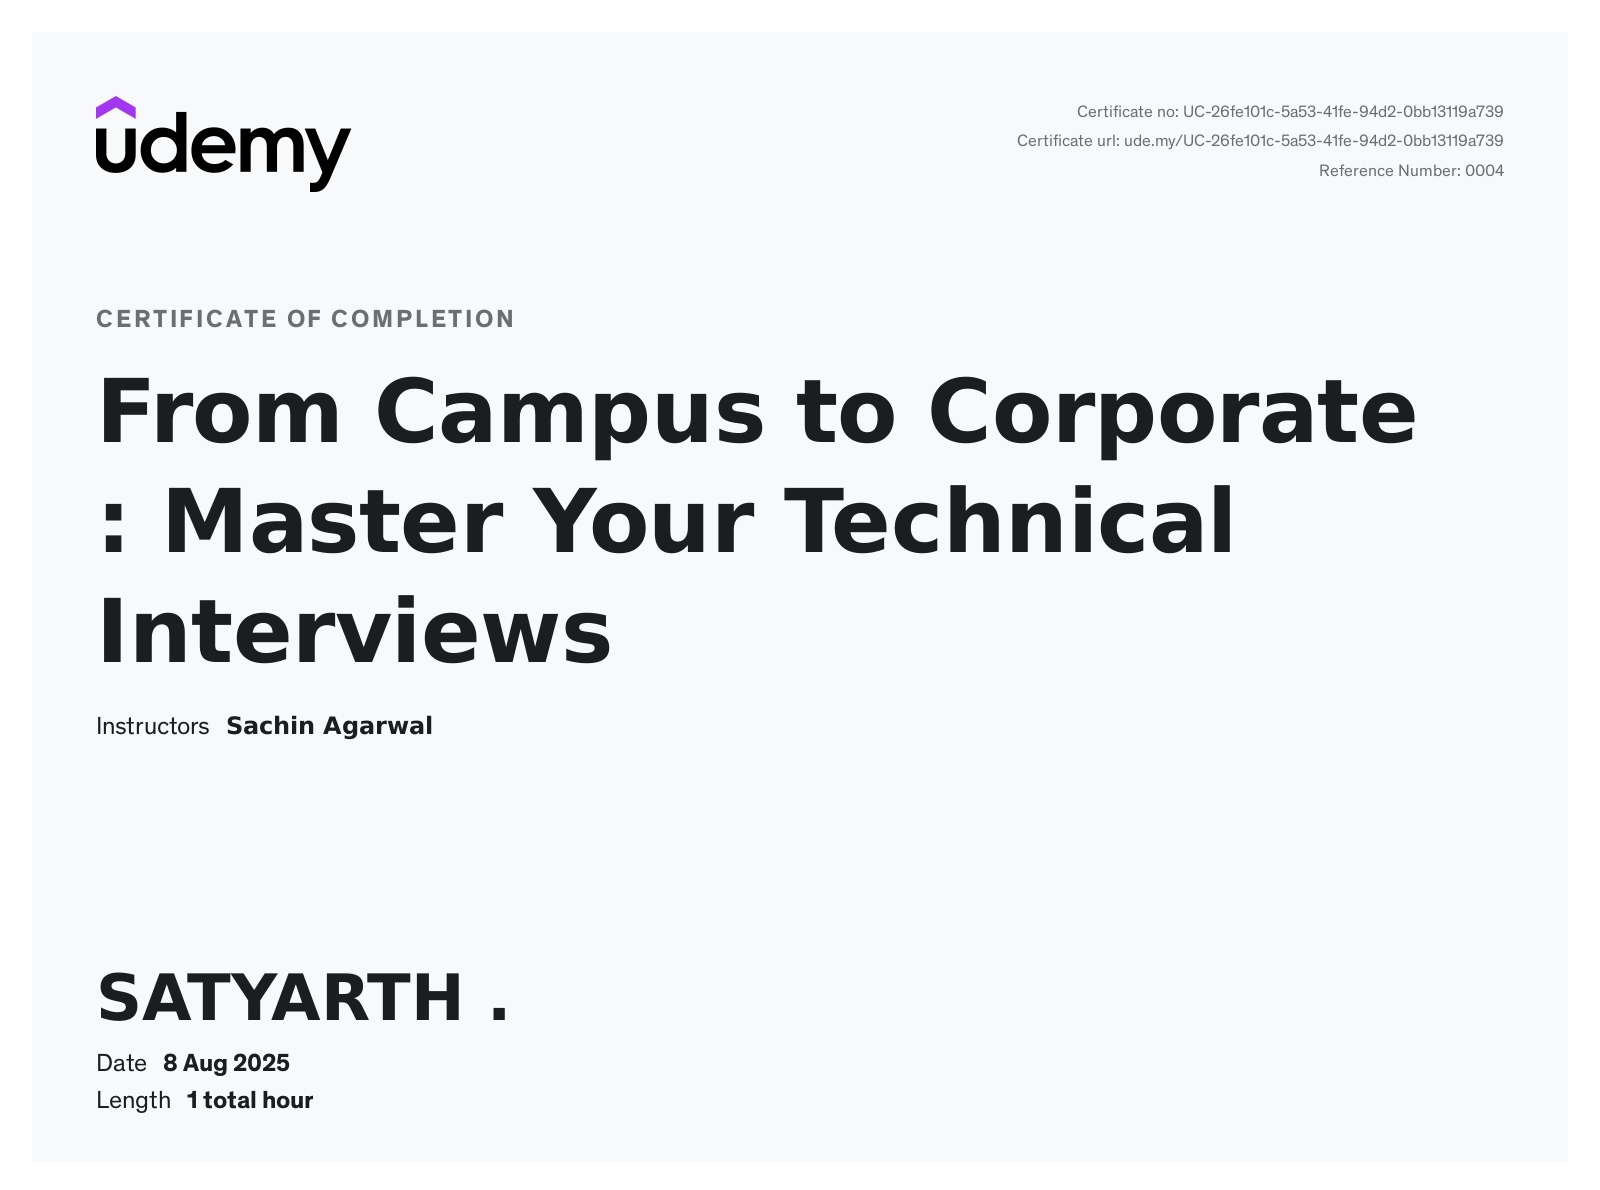 udemy
Certificate no: UC-26fe101c-5a53-41fe-94d2-0bb13119a739
Certificate url: ude.my/UC-26fe101c-5a53-41fe-94d2-0bb13119a739
Reference Number: 0004
CERTIFICATE OF COMPLETION
From Campus to Corporate
: Master Your Technical
Interviews
Instructors Sachin Agarwal
SATYARTH .
Date 8 Aug 2025
Length 1 total hour